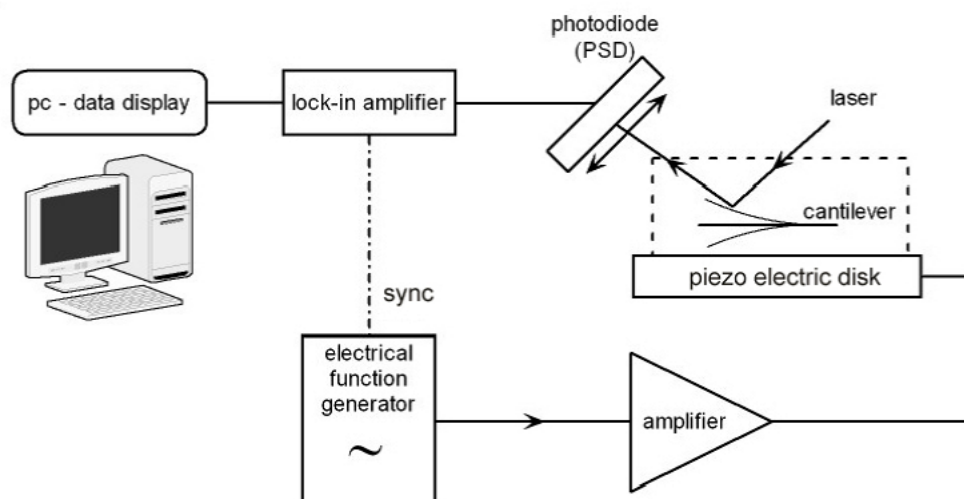 photodiode
(PSD)
pc - data display
lock-in amplifier
laser
cantilever
piezo electric disk
sync
electrical
function
generator
~
amplifier